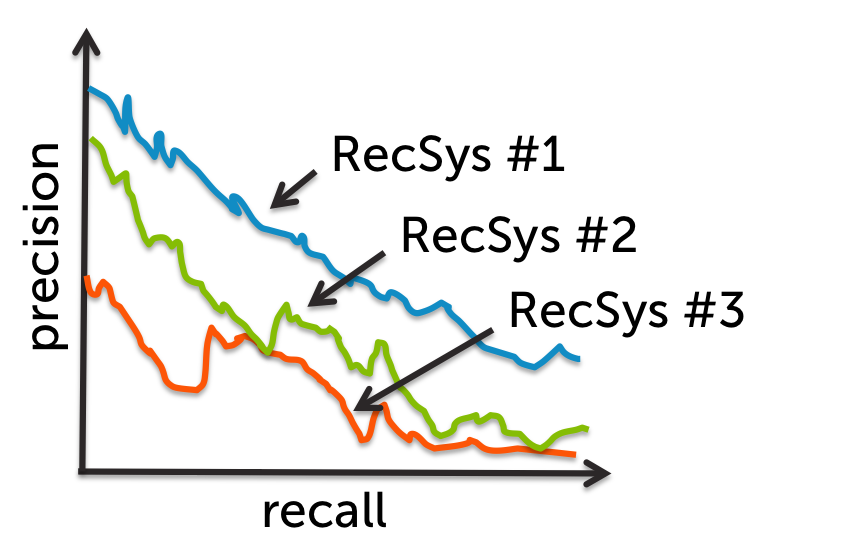 precision
RecSys #1
RecSys #2
RecSys #3
recall